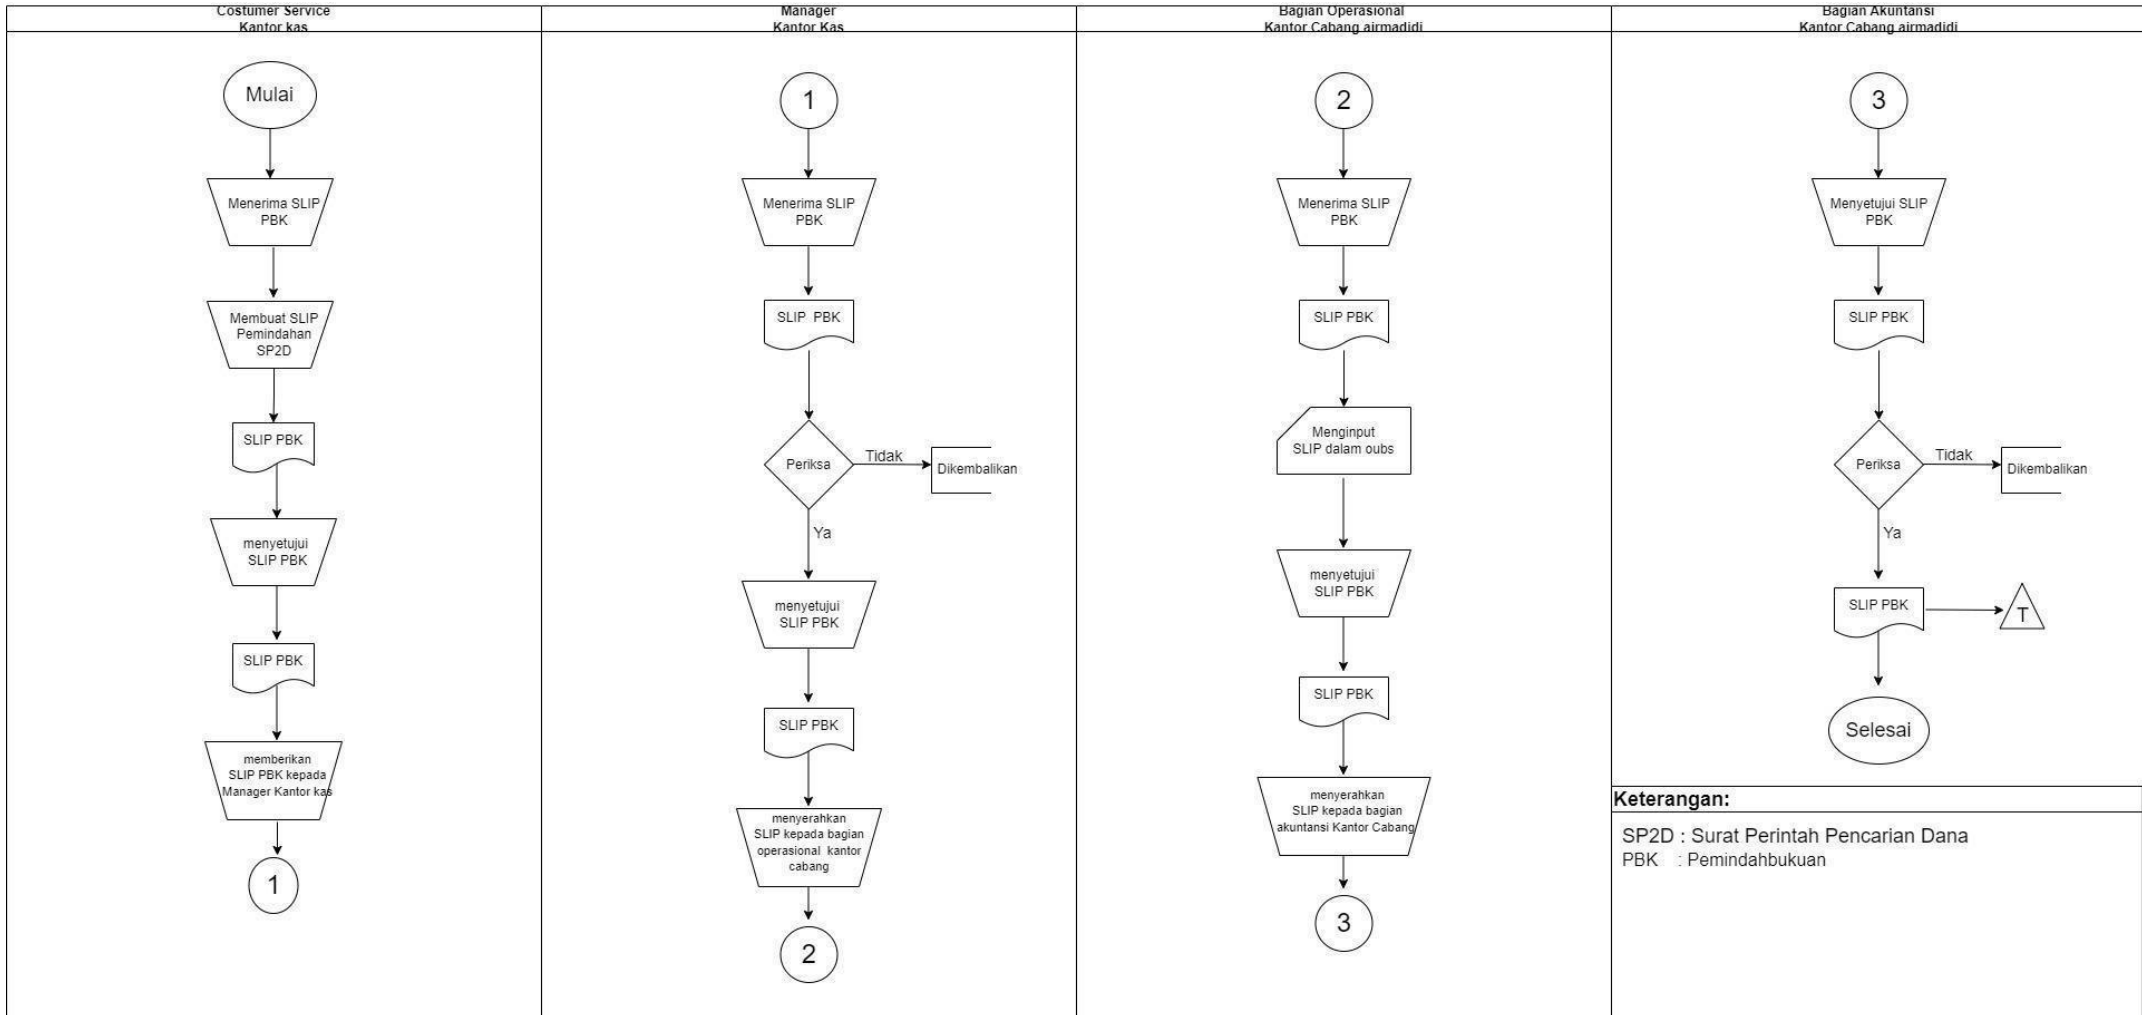 Costumer Service
Kantor kas
Mulai
Menerima SLIP
PBK
Membuat SLIP
Pemindahan
SP2D
SLIP PBK
menyetujui
SLIP PBK
SLIP PBK
memberikan
SLIP PBK kepada
Manager Kantor kas
1
Manager
Kantor Kas
1
Menerima SLIP
PBK
SLIP PBK
Periksa
Tidak
Dikembalikan
Ya
menyetujui
SLIP PBK
SLIP PBK
menyerahkan
SLIP kepada bagian
operasional kantor
cabang
2
Bagian Operasional
Kantor Cabang airmadidi
2
Menerima SLIP
PBK
SLIP PBK
Menginput
SLIP dalam oubs
menyetujui
SLIP PBK
SLIP PBK
menyerahkan
SLIP kepada bagian
akuntansi Kantor Cabang
3
Bagian Akuntansi
Kantor Cabang airmadidi
3
Menyetujui SLIP
PBK
SLIP PBK
Periksa
Tidak
Dikembalikan
Ya
SLIP PBK
T
Selesai
Keterangan:
SP2D : Surat Perintah Pencarian Dana
PBK : Pemindahbukuan